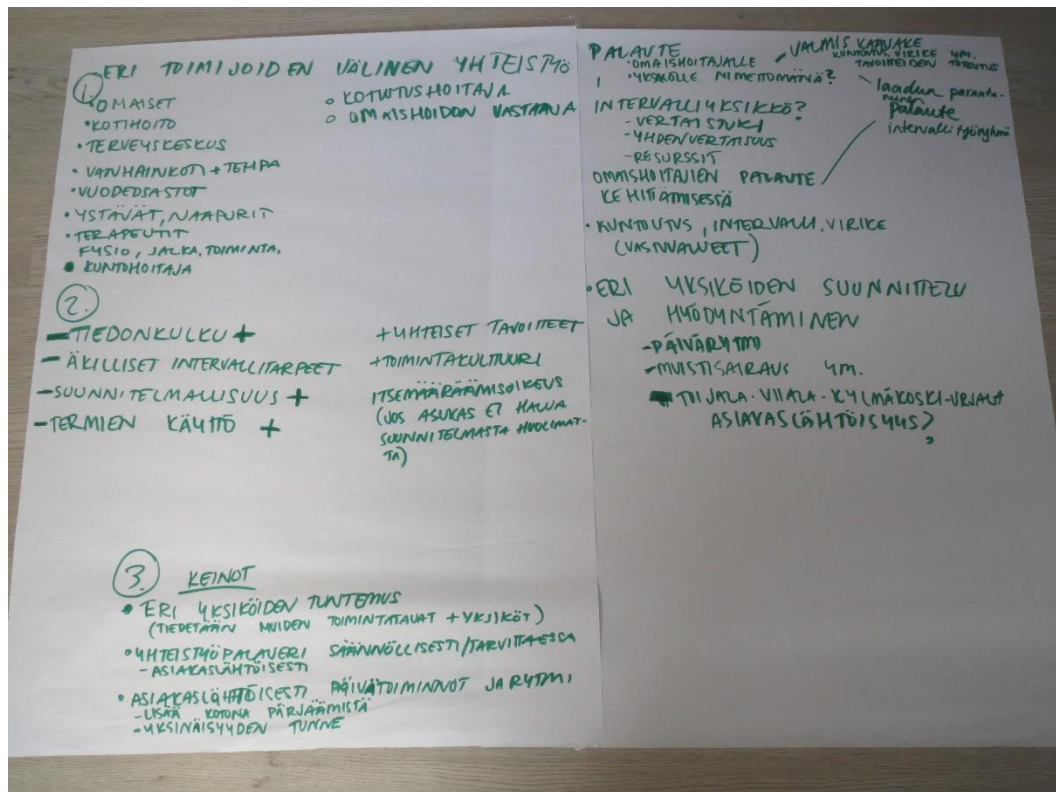 ERI TOIMIJOIDEN VÄLINEN YHTEISTYÖ
1.
• OMAISET
• KOTIHOITO
• TERVEYSKESKUS
• VANHAINKOTI + TEHPA
• VUODEOSASTOT
• YSTÄVÄT, NAAPURIT
• TERAPEUTIT
FYSIO, JALKA, TOIMINTA.
• KUNTOHOITAJA
○ KOTIUTUSHOITAJA
○ OMAISHOIDON VASTAAVA
2.
– TIEDONKULKU +
– ÄKILLISET INTERVALLITARPEET
– SUUNNITELMALLISUUS +
– TERMIEN KÄYTTÖ +
+ YHTEISET TAVOITTEET
+ TOIMINTAKULTTUURI
ITSEMÄÄRÄÄMISOIKEUS
(JOS ASUKAS EI HALUA
SUUNNITELMASTA HUOLIMAT-
TA)
3. KEINOT
• ERI YKSIKÖIDEN TUNTEMUS
(TIEDETÄÄN MUIDEN TOIMINTATAVAT + YKSIKÖT)
• YHTEISTYÖPALAVERI SÄÄNNÖLLISESTI/TARVITTAESSA
- ASIAKASLÄHTÖISESTI
• ASIAKASLÄHTÖISESTI PÄIVÄTOIMINNOT JA RYTMI
- LISÄÄ KOTONA PÄRJÄÄMISTÄ
- YKSINÄISYYDEN TUNNE
PALAUTE
• OMAISHOITAJALLE
• YKSIKÖLLE NIMETTÖMÄNÄ?
VALMIS KAAVAKE
KUNTOUTUS, VIRIKE YM.
TAVOITTEIDEN TOTEUTUS
laadun paranta-
minen
palaute
intervalli työryhmä
INTERVALLIYKSIKKÖ?
- VERTAISTUKI
- YHDENVERTAISUUS
- RESURSSIT
OMAISHOITAJIEN PALAUTE
KEHITTÄMISESSÄ
• KUNTOUTUS, INTERVALLI, VIRIKE
(VASTUUALUEET)
• ERI YKSIKÖIDEN SUUNNITTELU
JA HYÖDYNTÄMINEN
- PÄIVÄRYTMI
- MUISTISAIRAUS YM.
TOIJALA - VIIALA - KYLMÄKOSKI - URJALA
ASIAKASLÄHTÖISYYS?